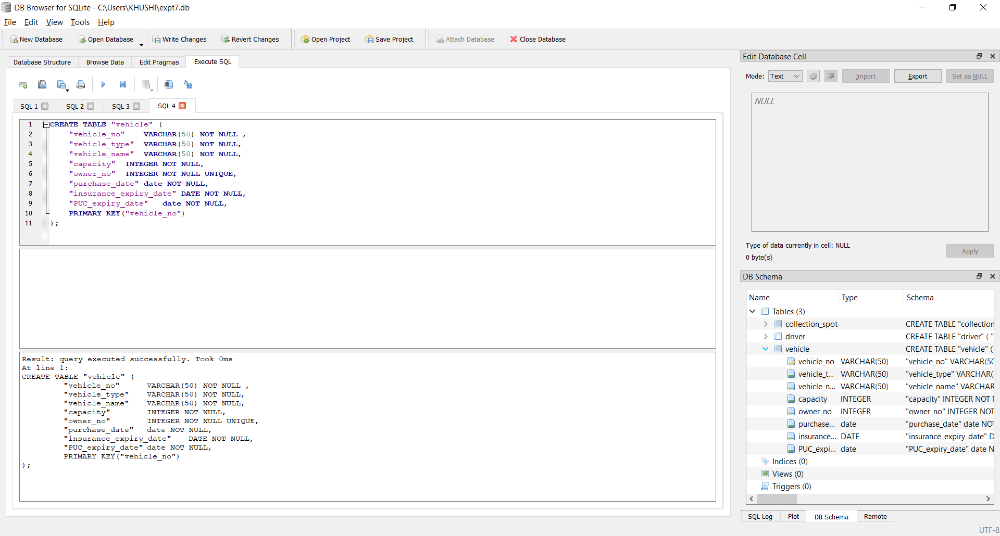 DB Browser for SQLite - C:\Users\KHUSHI\expt7.db
File Edit View Tools Help
New Database Open Database Write Changes Revert Changes Open Project Save Project Attach Database Close Database
Database Structure Browse Data Edit Pragmas Execute SQL
SQL 1 SQL 2 SQL 3 SQL 4
1 CREATE TABLE "vehicle" (
2 "vehicle_no" VARCHAR(50) NOT NULL ,
3 "vehicle_type" VARCHAR(50) NOT NULL,
4 "vehicle_name" VARCHAR(50) NOT NULL,
5 "capacity" INTEGER NOT NULL,
6 "owner_no" INTEGER NOT NULL UNIQUE,
7 "purchase_date" date NOT NULL,
8 "insurance_expiry_date" DATE NOT NULL,
9 "PUC_expiry_date" date NOT NULL,
10 PRIMARY KEY("vehicle_no")
11 );
Result: query executed successfully. Took 0ms
At line 1:
CREATE TABLE "vehicle" (
"vehicle_no" VARCHAR(50) NOT NULL ,
"vehicle_type" VARCHAR(50) NOT NULL,
"vehicle_name" VARCHAR(50) NOT NULL,
"capacity" INTEGER NOT NULL,
"owner_no" INTEGER NOT NULL UNIQUE,
"purchase_date" date NOT NULL,
"insurance_expiry_date" DATE NOT NULL,
"PUC_expiry_date" date NOT NULL,
PRIMARY KEY("vehicle_no")
);
Edit Database Cell
Mode: Text Import Export Set as NULL
NULL
Type of data currently in cell: NULL
0 byte(s)
Apply
DB Schema
Name Type Schema
Tables (3)
collection_spot CREATE TABLE "collection
driver CREATE TABLE "driver" ( "
vehicle CREATE TABLE "vehicle" (
vehicle_no VARCHAR(50) "vehicle_no" VARCHAR(50
vehicle_t... VARCHAR(50) "vehicle_type" VARCHAR(
vehicle_n... VARCHAR(50) "vehicle_name" VARCHAR
capacity INTEGER "capacity" INTEGER NOT
owner_no INTEGER "owner_no" INTEGER NOT
purchase... date "purchase_date" date NO
insurance... DATE "insurance_expiry_date" D
PUC_expi... date "PUC_expiry_date" date N
Indices (0)
Views (0)
Triggers (0)
SQL Log Plot DB Schema Remote
UTF-8